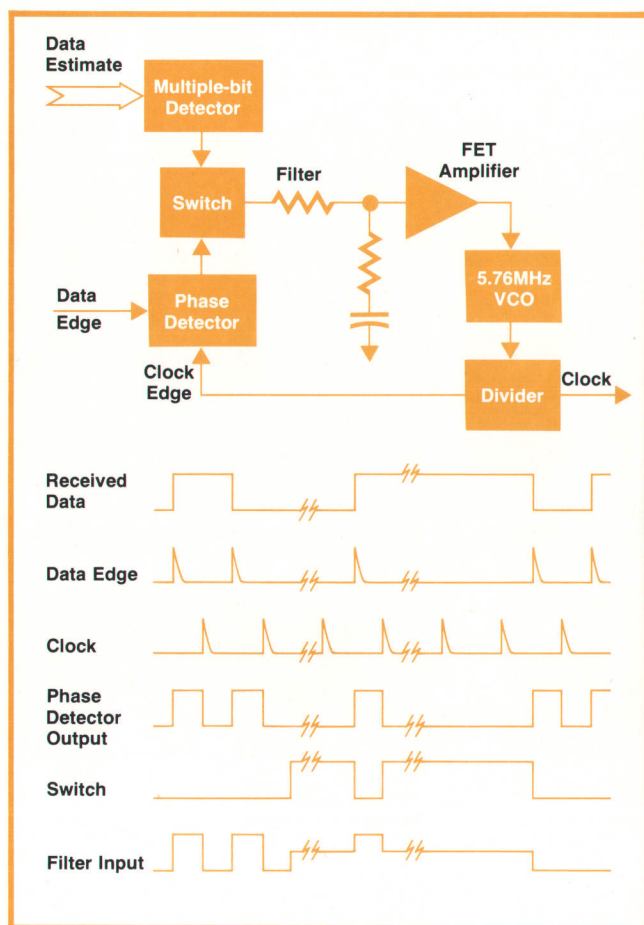 Data
Estimate
Multiple-bit
Detector
FET
Amplifier
Filter
Switch
5.76MHz
VCO
Data
Edge
Phase
Detector
Clock
Edge
Divider
Clock
Received
Data
Data Edge
Clock
Phase
Detector
Output
Switch
Filter Input